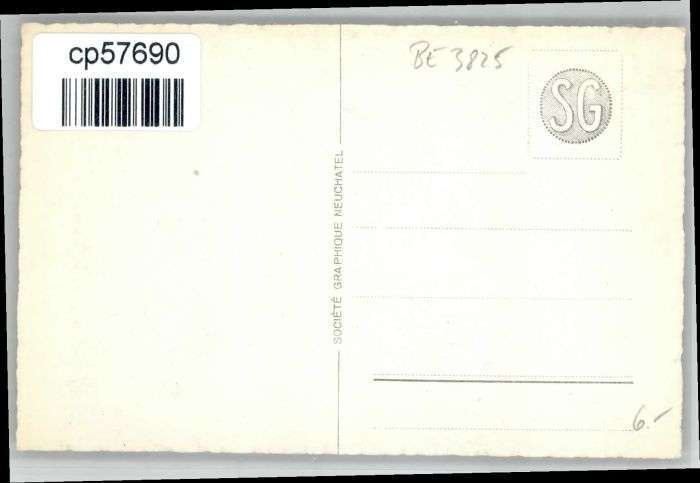 cp57690
BE 3825
SG
SOCIÉTÉ GRAPHIQUE NEUCHATEL
6.-